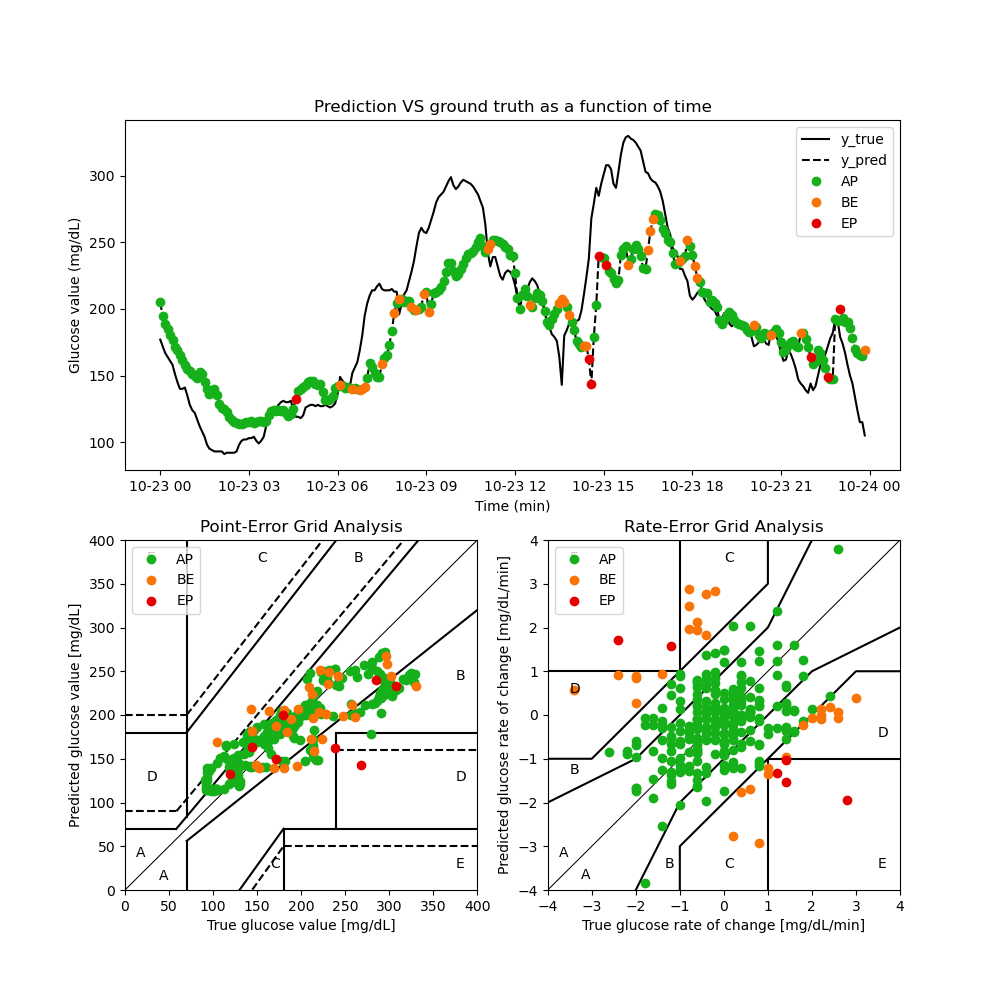 Prediction VS ground truth as a function of time
Glucose value (mg/dL)
300
250
200
150
100
y_true
y_pred
AP
BE
EP
10-23 00 10-23 03 10-23 06 10-23 09 10-23 12 10-23 15 10-23 18 10-23 21 10-24 00
Time (min)
Point-Error Grid Analysis
Predicted glucose value [mg/dL]
400
350
300
250
200
150
100
50
0
AP
BE
EP
C
B
B
D
D
A
A
C
E
0 50 100 150 200 250 300 350 400
True glucose value [mg/dL]
Rate-Error Grid Analysis
Predicted glucose rate of change [mg/dL/min]
4
3
2
1
0
−1
−2
−3
−4
AP
BE
EP
C
D
D
B
A
A
B
C
E
−4 −3 −2 −1 0 1 2 3 4
True glucose rate of change [mg/dL/min]